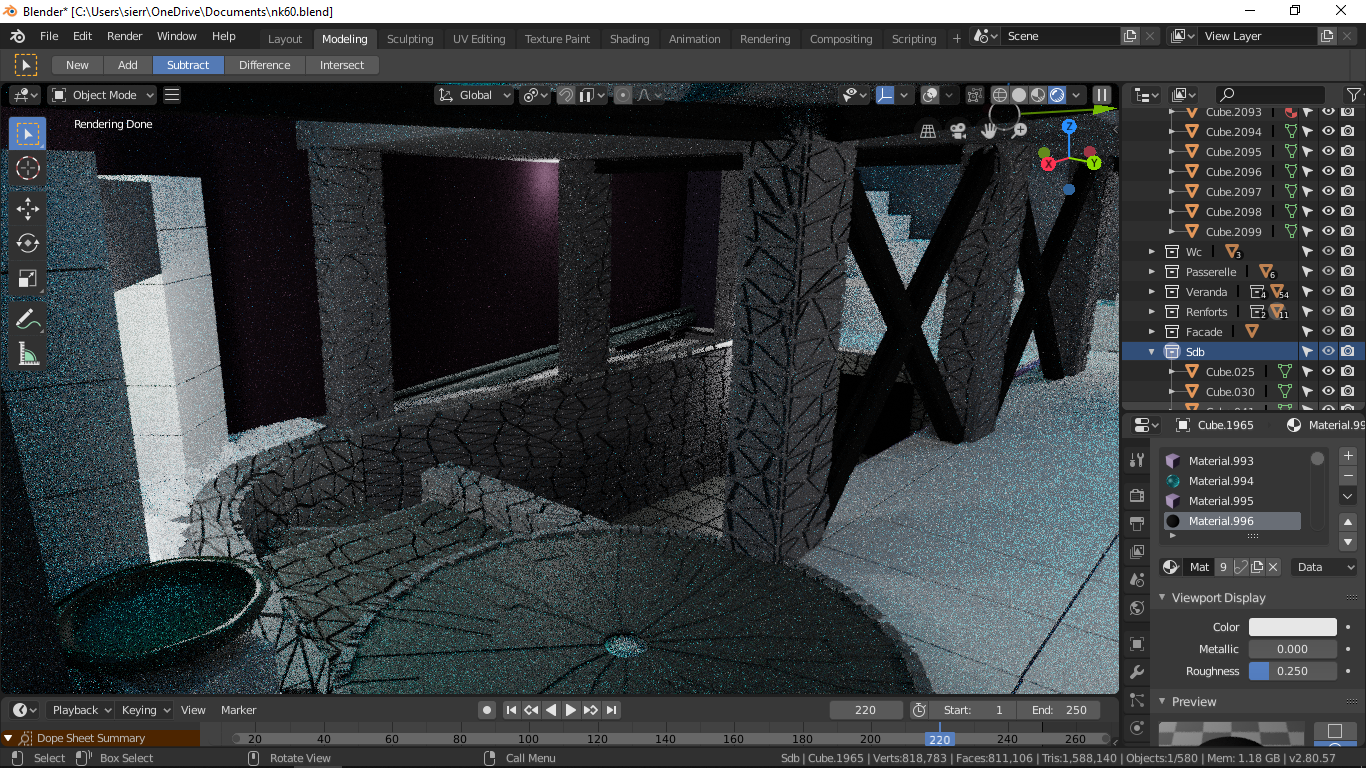 Blender* [C:\Users\sierr\OneDrive\Documents\nk60.blend]
File Edit Render Window Help Layout Modeling Sculpting UV Editing Texture Paint Shading Animation Rendering Compositing Scripting + Scene View Layer
New Add Subtract Difference Intersect
Object Mode Global
Rendering Done
Z
X Y
Cube.2093
Cube.2094
Cube.2095
Cube.2096
Cube.2097
Cube.2098
Cube.2099
Wc 3
Passerelle 6
Veranda 4 54
Renforts 2 11
Facade
Sdb
Cube.025
Cube.030
Cube.1965 Material.99
Material.993
Material.994
Material.995
Material.996
Mat 9 Data
Viewport Display
Color
Metallic 0.000
Roughness 0.250
Preview
Playback Keying View Marker 220 Start: 1 End: 250
20 40 60 80 100 120 140 160 180 200 220 240 260
Dope Sheet Summary
Select Box Select Rotate View Call Menu Sdb | Cube.1965 | Verts:818,783 | Faces:811,106 | Tris:1,588,140 | Objects:1/580 | Mem: 1.18 GB | v2.80.57